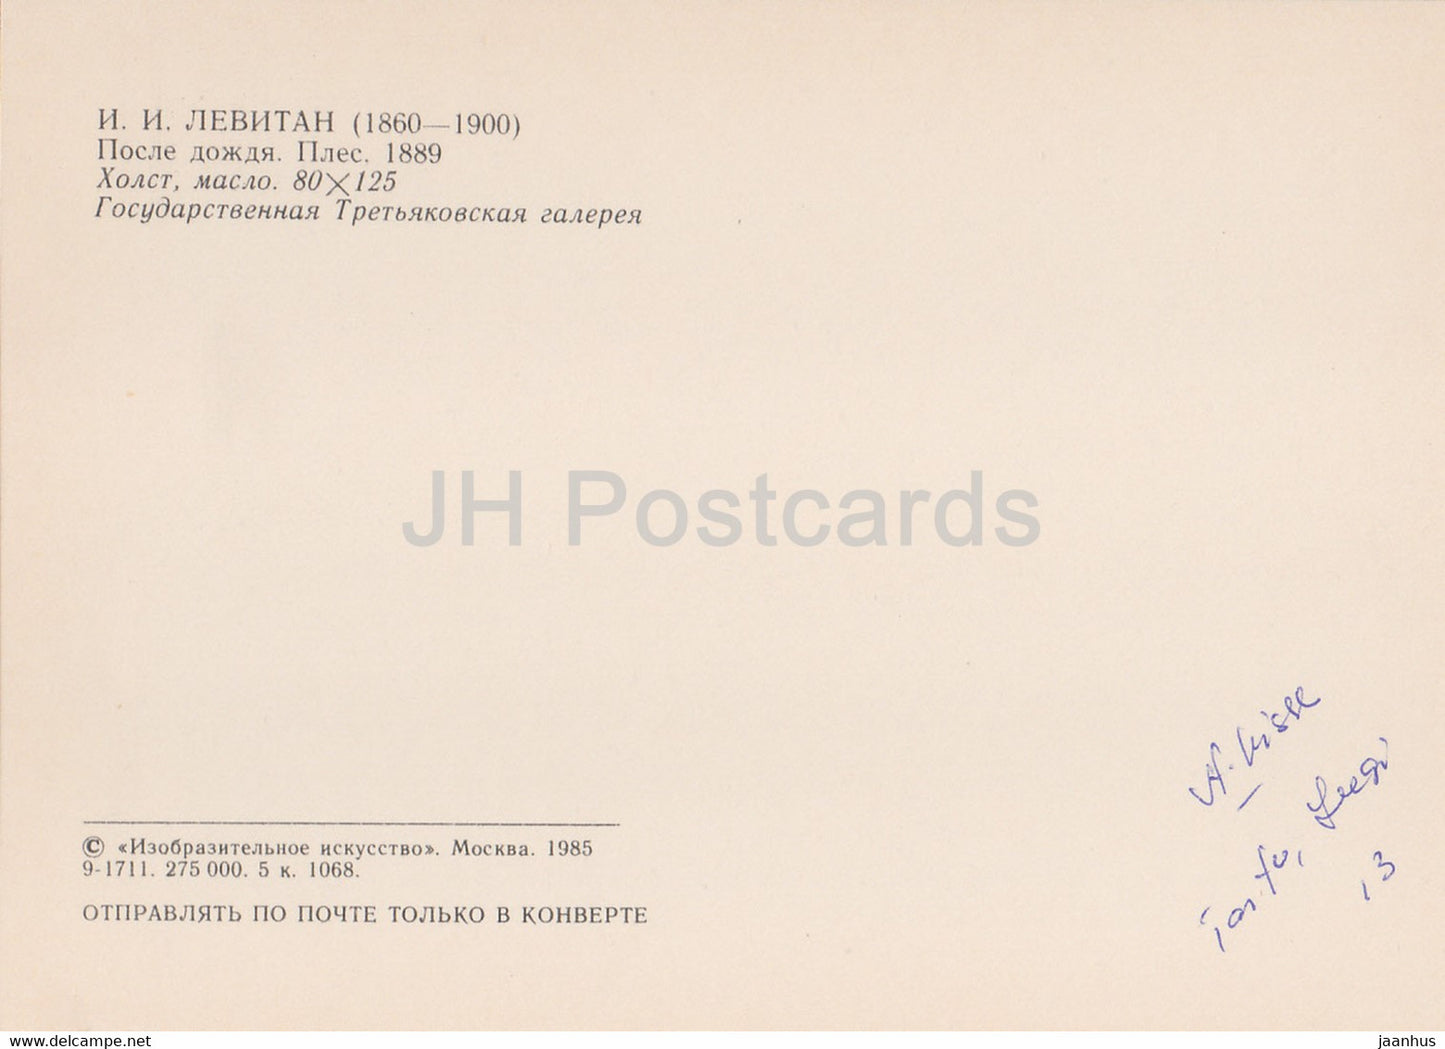 И. И. ЛЕВИТАН (1860—1900)
После дождя. Плес. 1889
Холст, масло. 80×125
Государственная Третьяковская галерея
JH Postcards
© «Изобразительное искусство». Москва. 1985
9-1711. 275 000. 5 к. 1068.
ОТПРАВЛЯТЬ ПО ПОЧТЕ ТОЛЬКО В КОНВЕРТЕ
Tartu,
13
www.delcampe.net
jaanhus